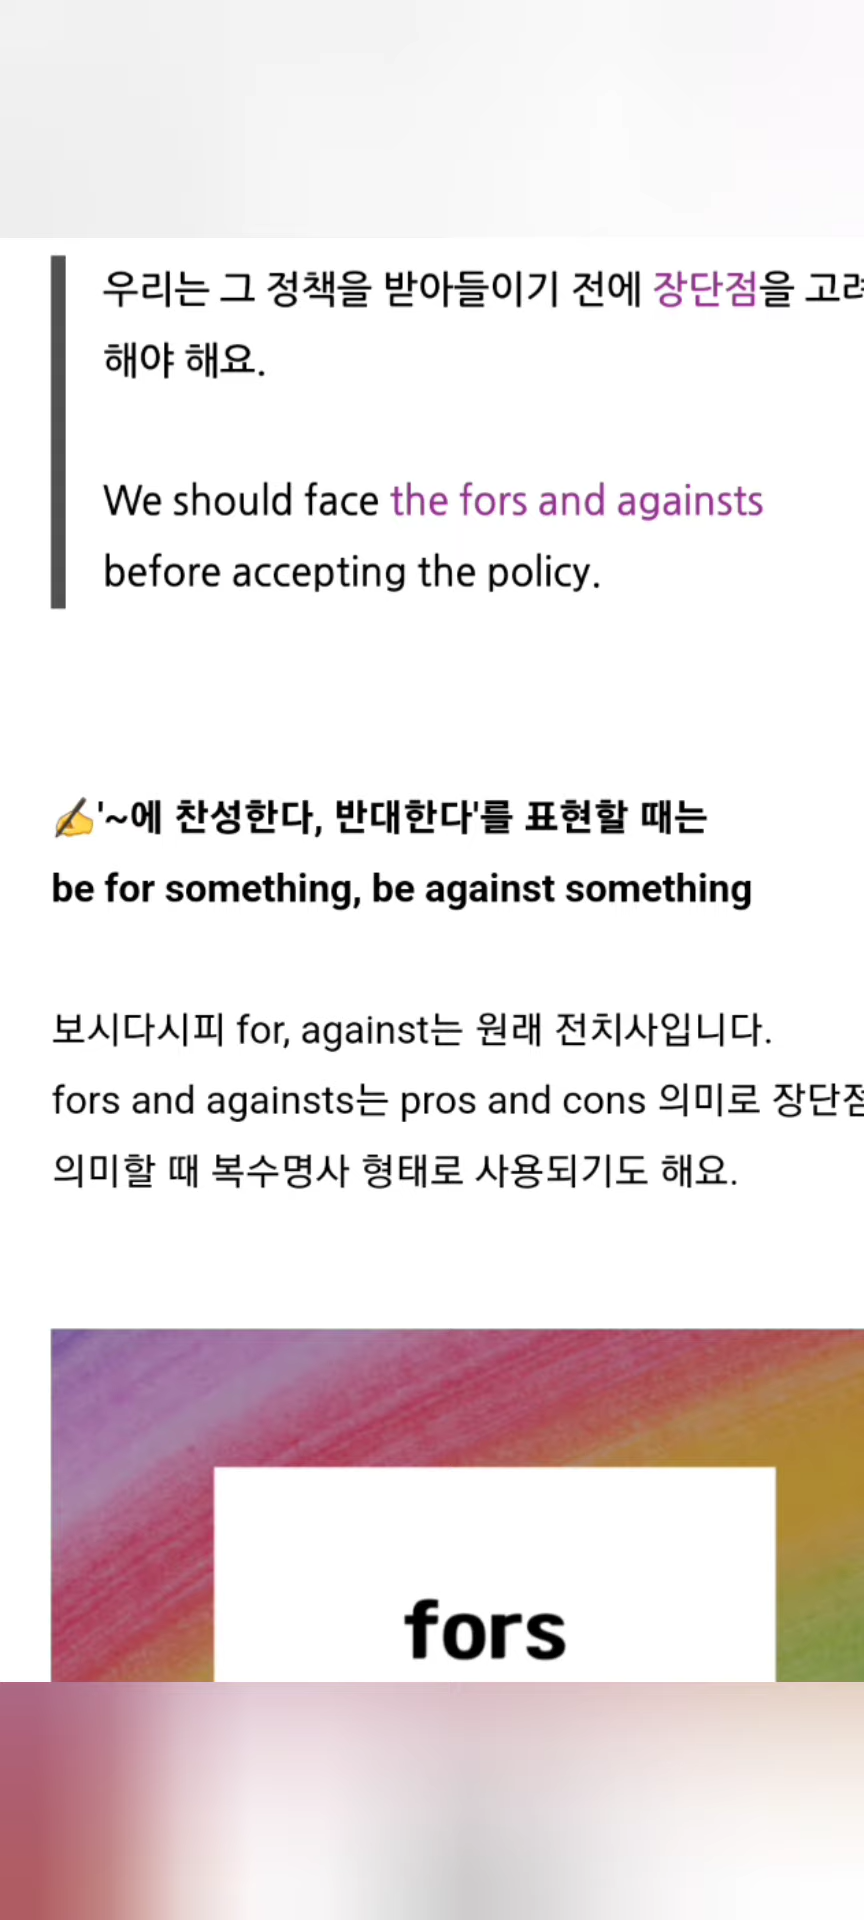 우리는 그 정책을 받아들이기 전에 장단점을
해야 해요.
We should face the fors and againsts
before accepting the policy.
✍'~에 찬성한다, 반대한다'를 표현할 때는
be for something, be against something
보시다시피 for, against는 원래 전치사입니다.
fors and againsts는 pros and cons 의미로 장단점
의미할 때 복수명사 형태로 사용되기도 해요.
fors